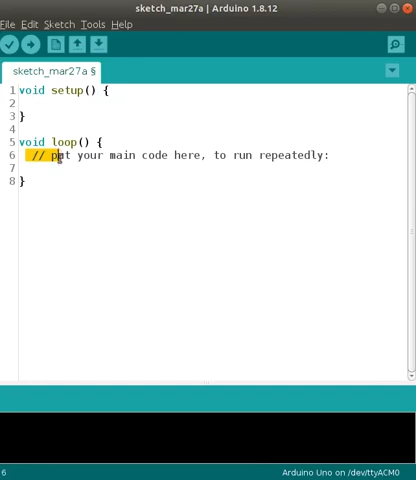 sketch_mar27a | Arduino 1.8.12
File Edit Sketch Tools Help
sketch_mar27a §
1 void setup() {
2
3 }
4
5 void loop() {
6 // put your main code here, to run repeatedly:
7
8 }
6 Arduino Uno on /dev/ttyACM0